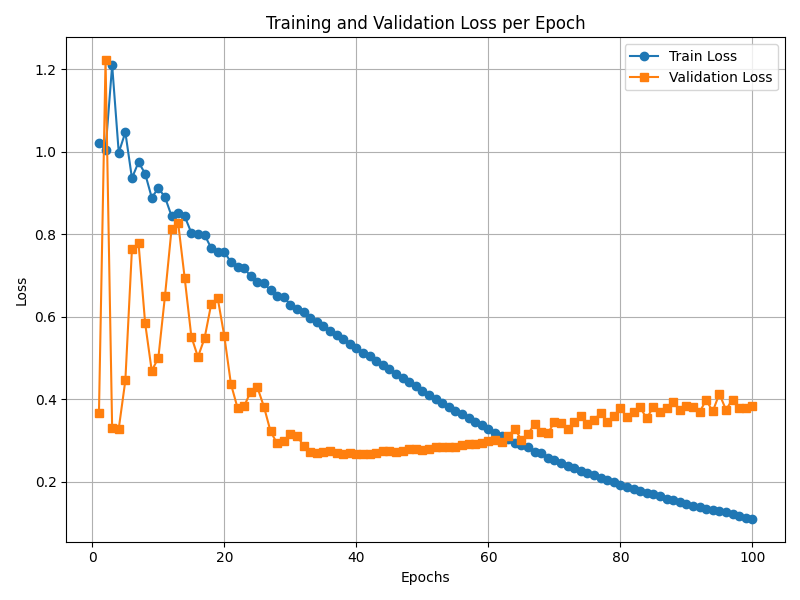 Training and Validation Loss per Epoch
Train Loss
Validation Loss
1.2
1.0
0.8
0.6
0.4
0.2
Loss
0 20 40 60 80 100
Epochs